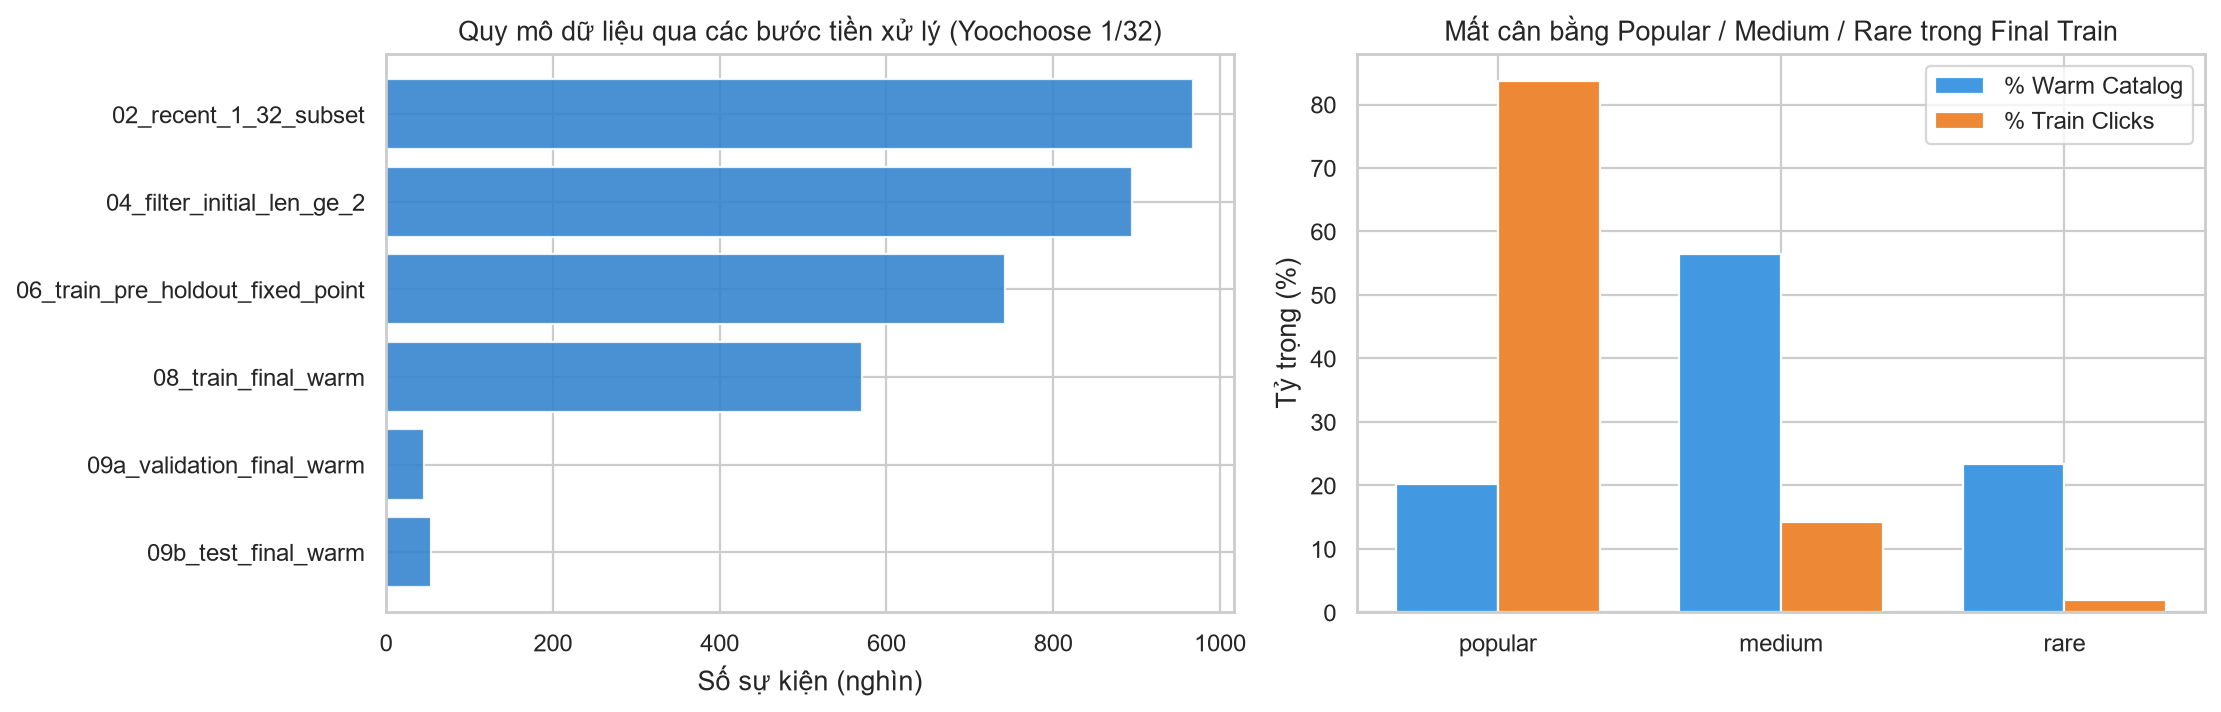 Quy mô dữ liệu qua các bước tiền xử lý (Yoochoose 1/32)
02_recent_1_32_subset
04_filter_initial_len_ge_2
06_train_pre_holdout_fixed_point
08_train_final_warm
09a_validation_final_warm
09b_test_final_warm
0 200 400 600 800 1000
Số sự kiện (nghìn)
Mất cân bằng Popular / Medium / Rare trong Final Train
% Warm Catalog
% Train Clicks
Tỷ trọng (%)
80
70
60
50
40
30
20
10
0
popular medium rare